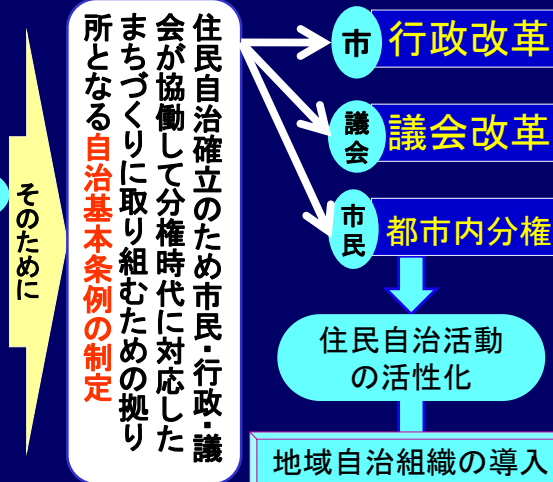 そのために
住民自治確立のため市民・行政・議
会が協働して分権時代に対応した
まちづくりに取り組むための拠り
所となる自治基本条例の制定
市
行政改革
議会
議会改革
市民
都市内分権
住民自治活動
の活性化
地域自治組織の導入